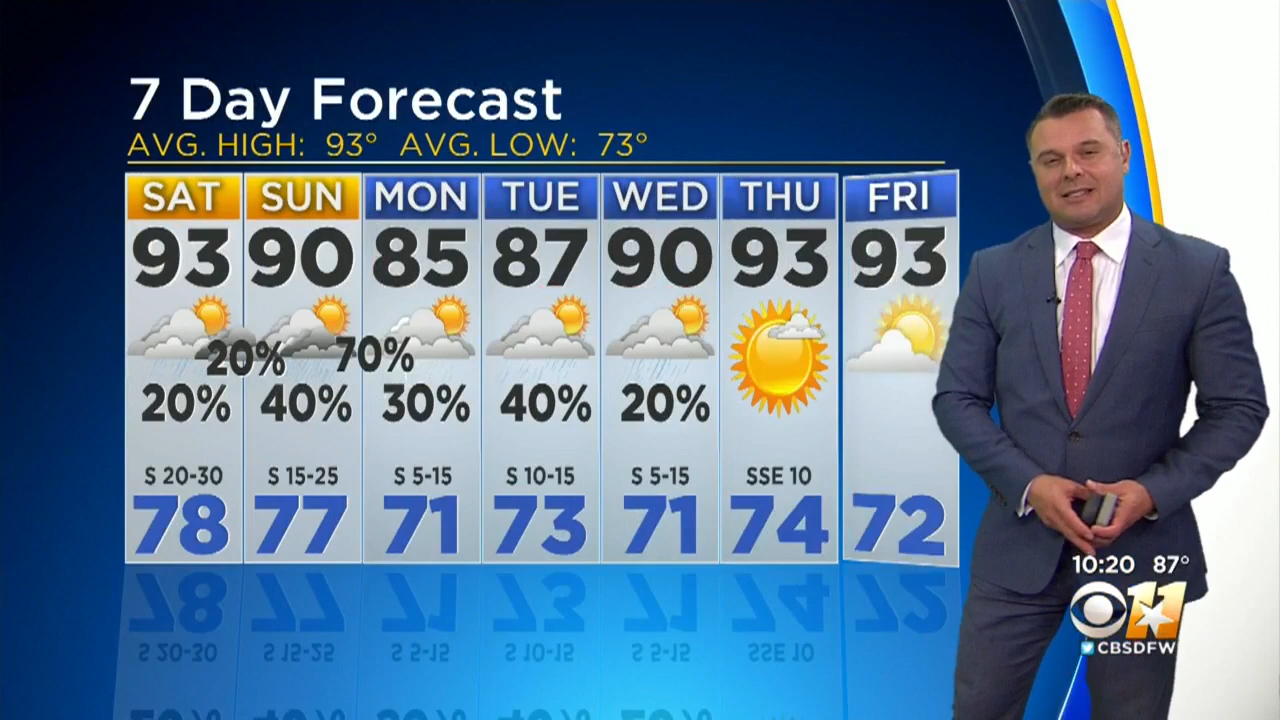 7 Day Forecast
AVG. HIGH: 93° AVG. LOW: 73°
SAT SUN MON TUE WED THU FRI
93 90 85 87 90 93 93
20% 70%
20% 40% 30% 40% 20%
S 20-30 S 15-25 S 5-15 S 10-15 S 5-15 SSE 10
78 77 71 73 71 74 72
10:20 87°
11
CBSDFW